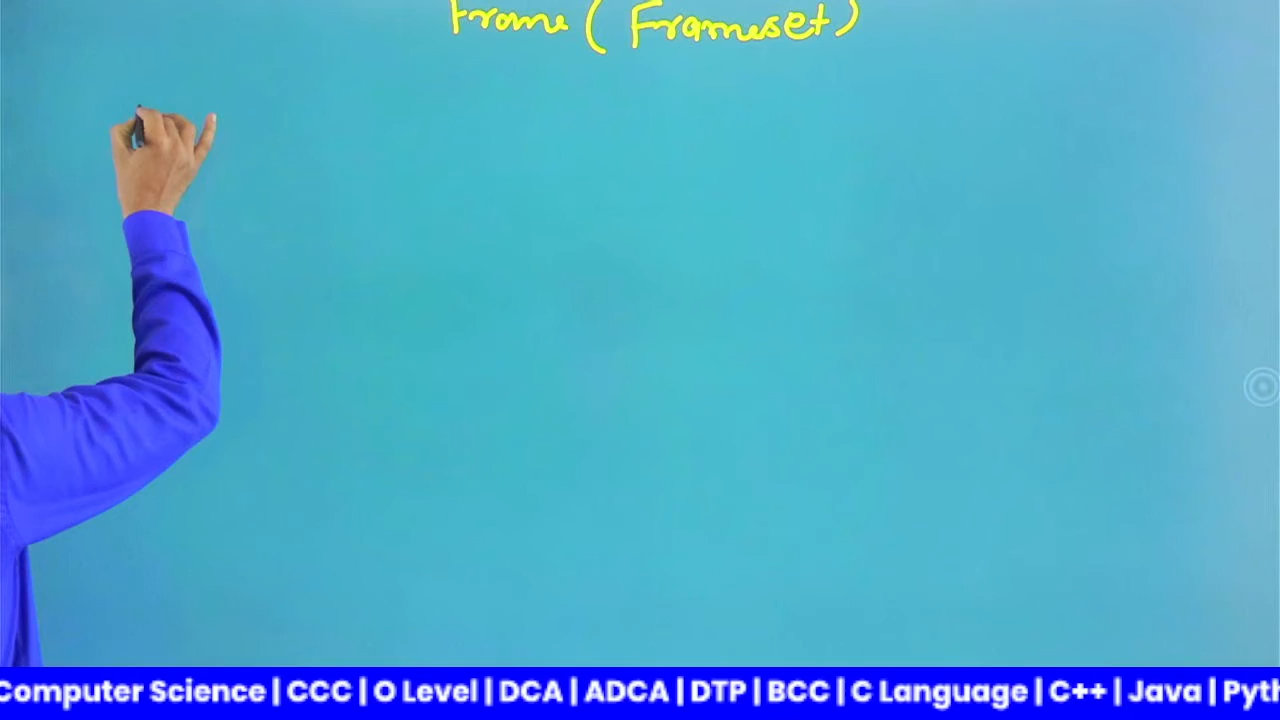 Frame ( Frameset )
Computer Science | CCC | O Level | DCA | ADCA | DTP | BCC | C Language | C++ | Java | Pyth